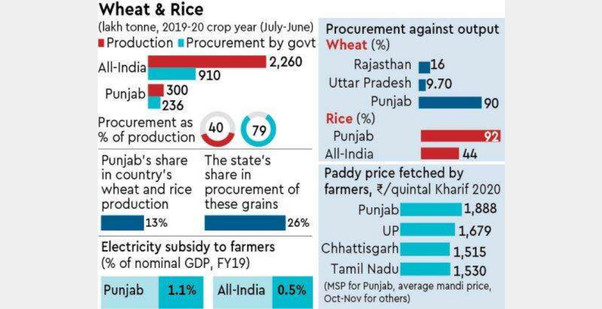 Wheat & Rice
(lakh tonne, 2019-20 crop year (July-June)
Production Procurement by govt
All-India 2,260
910
Punjab 300
236
Procurement as
% of production 40 79
Punjab's share
in country's
wheat and rice
production
13%
The state's
share in
procurement of
these grains
26%
Electricity subsidy to farmers
(% of nominal GDP, FY19)
Punjab 1.1% All-India 0.5%
Procurement against output
Wheat (%)
Rajasthan 16
Uttar Pradesh 9.70
Punjab 90
Rice (%)
Punjab 92
All-India 44
Paddy price fetched by
farmers, ₹/quintal Kharif 2020
Punjab 1,888
UP 1,679
Chhattisgarh 1,515
Tamil Nadu 1,530
(MSP for Punjab, average mandi price,
Oct-Nov for others)